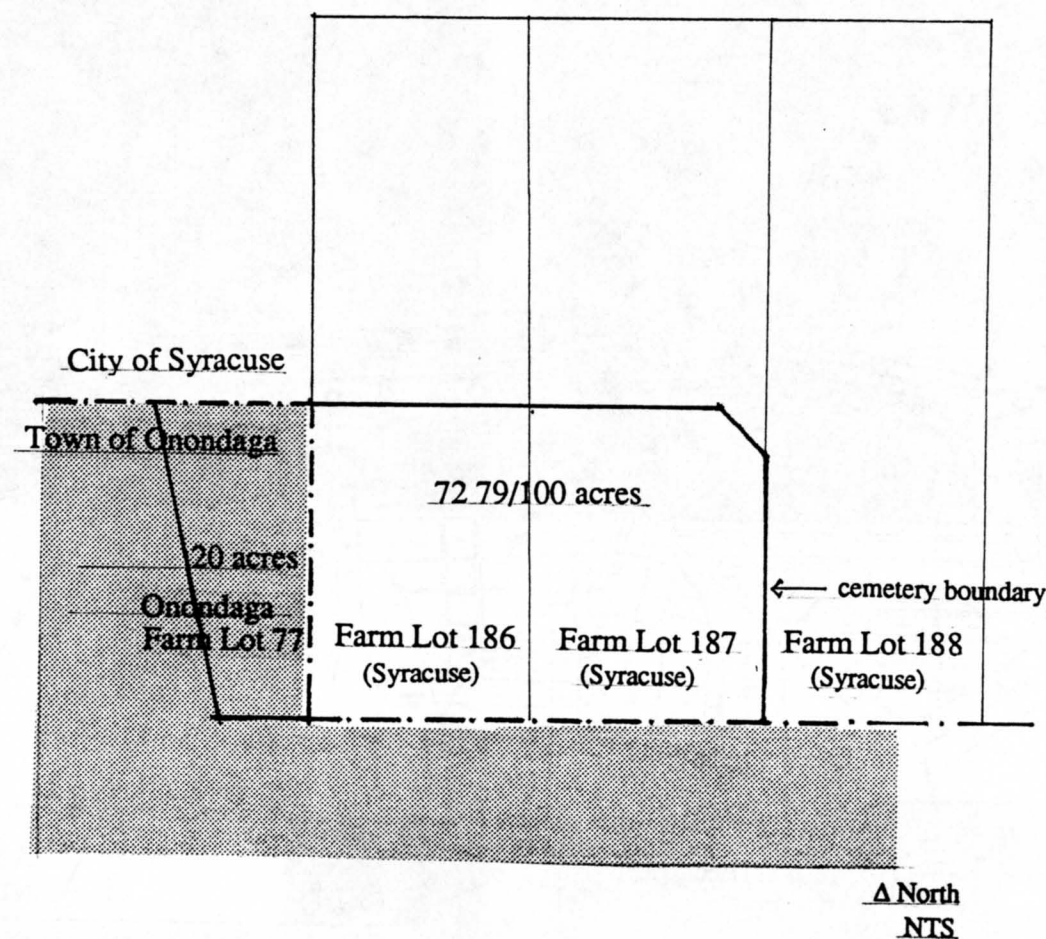 City of Syracuse
Town of Onondaga
72.79/100 acres
20 acres
cemetery boundary
Onondaga
Farm Lot 77
Farm Lot 186
(Syracuse)
Farm Lot 187
(Syracuse)
Farm Lot 188
(Syracuse)
Δ North
NTS